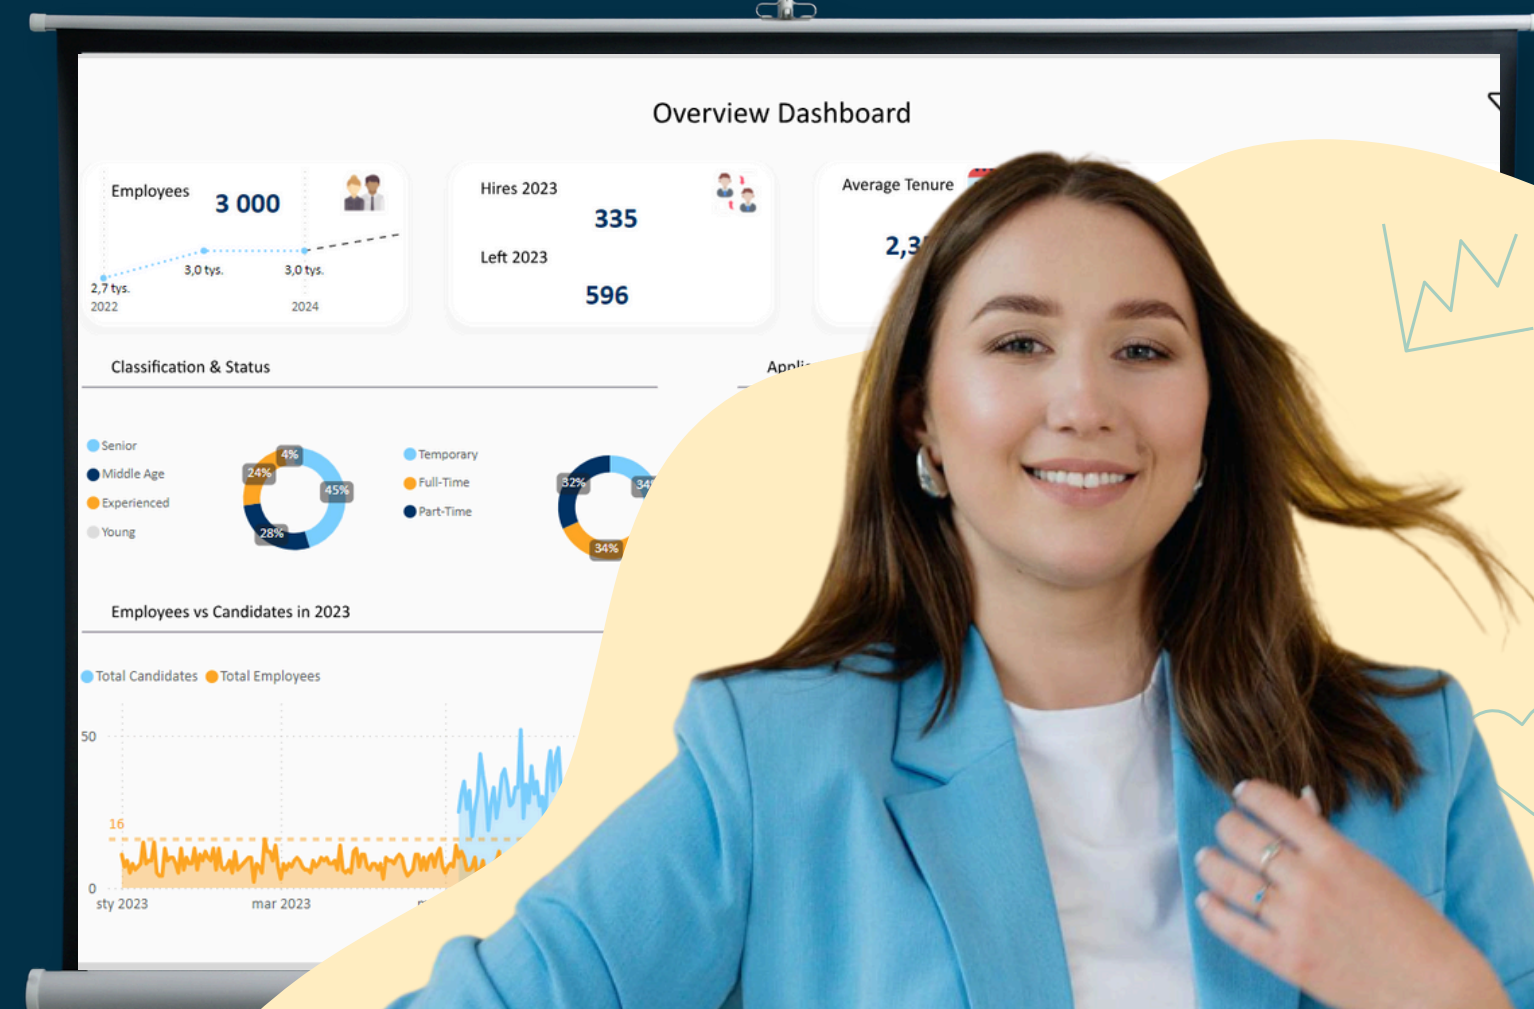 Overview Dashboard
Employees
3 000
3,0 tys.
3,0 tys.
2,7 tys.
2022
2024
Hires 2023
335
Left 2023
596
Average Tenure
Classification & Status
Senior
Middle Age
Experienced
Young
4%
24%
45%
28%
Temporary
Full-Time
Part-Time
32%
34%
Employees vs Candidates in 2023
Total Candidates
Total Employees
50
16
0
sty 2023
mar 2023